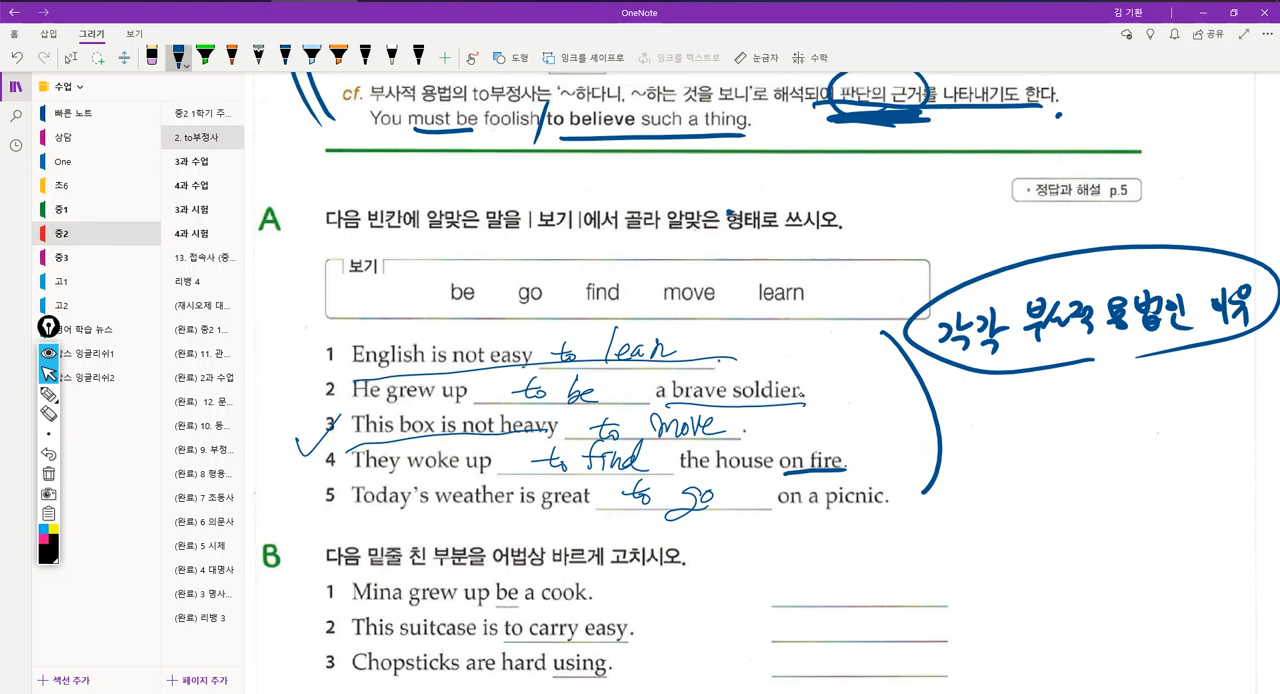 OneNote
김 기환
홈 삽입 그리기 보기
공유
도형 잉크를 셰이프로 잉크를 텍스트로 눈금자 수학
수업
빠른 노트
상담
One
초6
중1
중2
중3
고1
고2
영어 학습 뉴스
스 잉글리쉬1
스 잉글리쉬2
중2 1학기 주...
2. to부정사
3과 수업
4과 수업
3과 시험
4과 시험
13. 접속사 (중...
리뱅 4
(재시오제 대...
(완료) 중2 1...
(완료) 11. 관...
(완료) 2과 수업
(완료) 12. 문...
(완료) 10. 동...
(완료) 9. 부정...
(완료) 8 형용...
(완료) 7 조동사
(완료) 6 의문사
(완료) 5 시제
(완료) 4 대명사
(완료) 3 명사...
(완료) 리뱅 3
+ 섹션 추가
+ 페이지 추가
cf. 부사적 용법의 to부정사는 '~하다니, ~하는 것을 보니'로 해석되어 판단의 근거를 나타내기도 한다.
You must be foolish to believe such a thing.
• 정답과 해설 p.5
A 다음 빈칸에 알맞은 말을 | 보기 |에서 골라 알맞은 형태로 쓰시오.
보기
be go find move learn
각각 부사적 용법인 이유
1 English is not easy to lean
2 He grew up to be a brave soldier.
3 This box is not heavy to move.
4 They woke up to find the house on fire.
5 Today's weather is great to go on a picnic.
B 다음 밑줄 친 부분을 어법상 바르게 고치시오.
1 Mina grew up be a cook.
2 This suitcase is to carry easy.
3 Chopsticks are hard using.